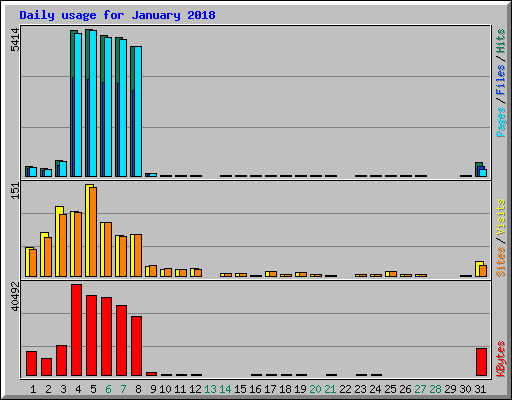 Daily usage for January 2018
5414
Pages / Files / Hits
151
Sites / Visits
40492
KBytes
1 2 3 4 5 6 7 8 9 10 11 12 13 14 15 16 17 18 19 20 21 22 23 24 25 26 27 28 29 30 31